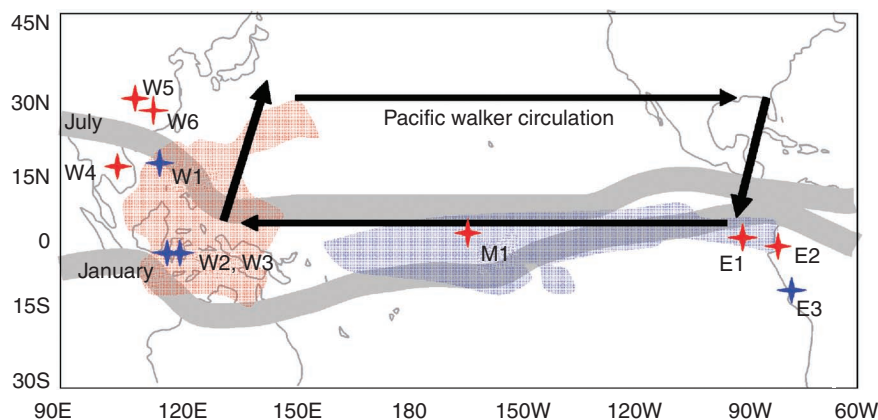 45N
30N
15N
0
15S
30S
90E
120E
150E
180
150W
120W
90W
60W
Pacific walker circulation
July
January
W5
W6
W4
W1
W2, W3
M1
E1
E2
E3